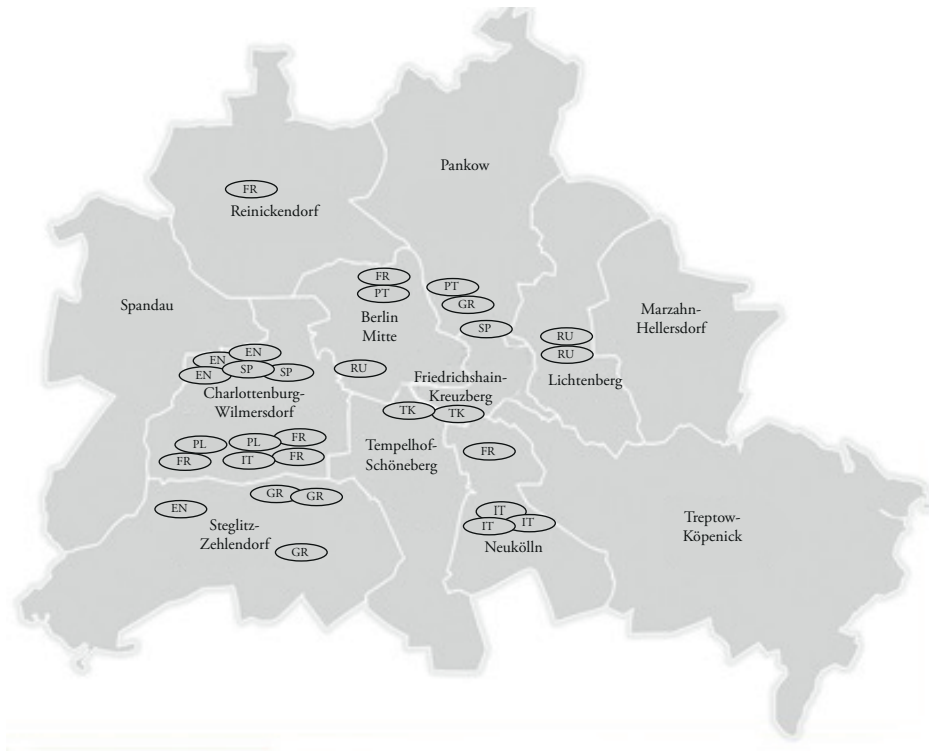 Pankow
FR
Reinickendorf
FR
PT
PT
GR
Spandau
Berlin
Mitte
Marzahn-
Hellersdorf
SP
RU
RU
Lichtenberg
EN
EN
SP
SP
EN
RU
Charlottenburg-
Wilmersdorf
Friedrichshain-
Kreuzberg
TK
TK
PL
PL
FR
FR
IT
FR
Tempelhof-
Schöneberg
FR
GR
GR
EN
Steglitz-
Zehlendorf
GR
IT
IT
IT
Neukölln
Treptow-
Köpenick